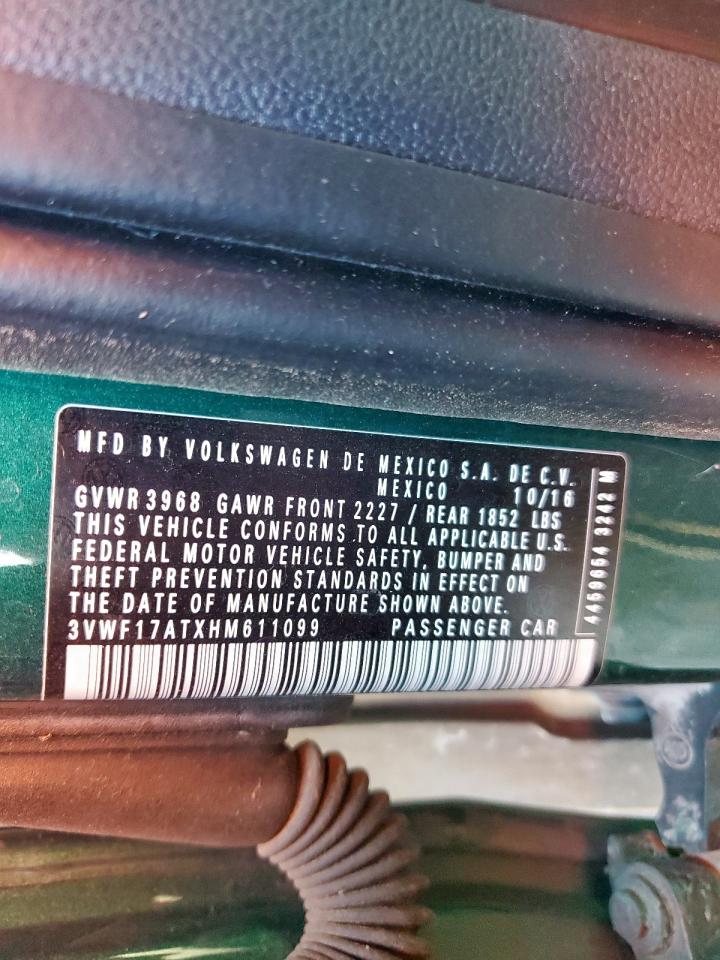 MFD BY VOLKSWAGEN DE MEXICO S.A. DE C.V.
MEXICO 10/16
GVWR 3968 GAWR FRONT 2227 / REAR 1852 LBS
THIS VEHICLE CONFORMS TO ALL APPLICABLE U.S.
FEDERAL MOTOR VEHICLE SAFETY, BUMPER AND
THEFT PREVENTION STANDARDS IN EFFECT ON
THE DATE OF MANUFACTURE SHOWN ABOVE.
3VWF17ATXHM611099 PASSENGER CAR
4459654 3242 M